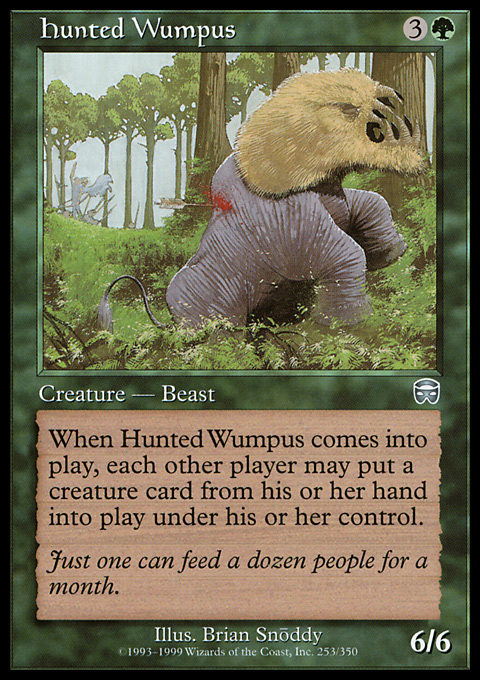 Hunted Wumpus 3
Creature — Beast
When Hunted Wumpus comes into
play, each other player may put a
creature card from his or her hand
into play under his or her control.
Just one can feed a dozen people for a
month.
Illus. Brian Snōddy
©1993–1999 Wizards of the Coast, Inc. 253/350
6/6